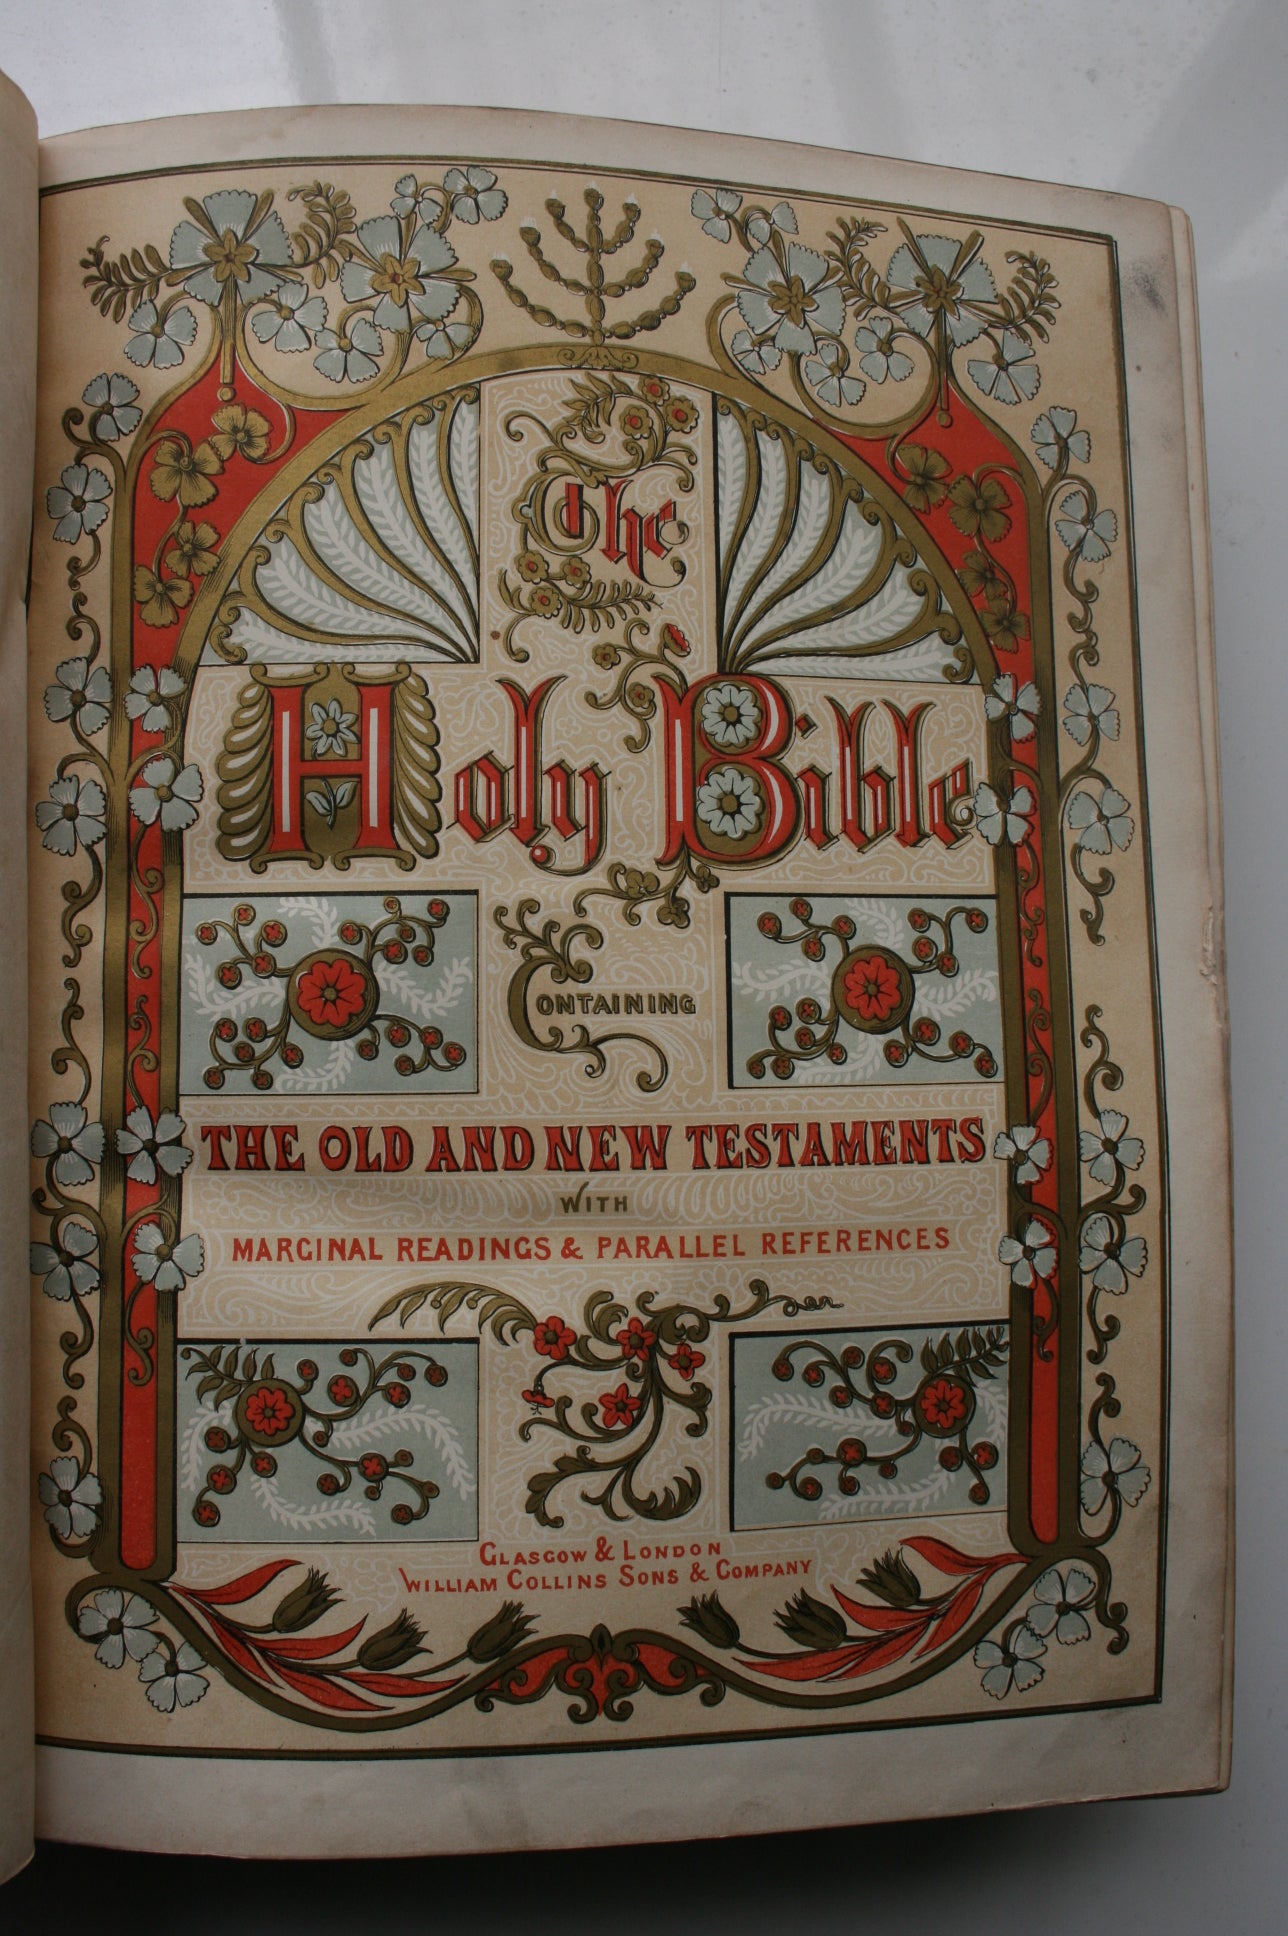 The
Holy Bible
CONTAINING
THE OLD AND NEW TESTAMENTS
WITH
MARGINAL READINGS & PARALLEL REFERENCES
GLASGOW & LONDON
WILLIAM COLLINS SONS & COMPANY